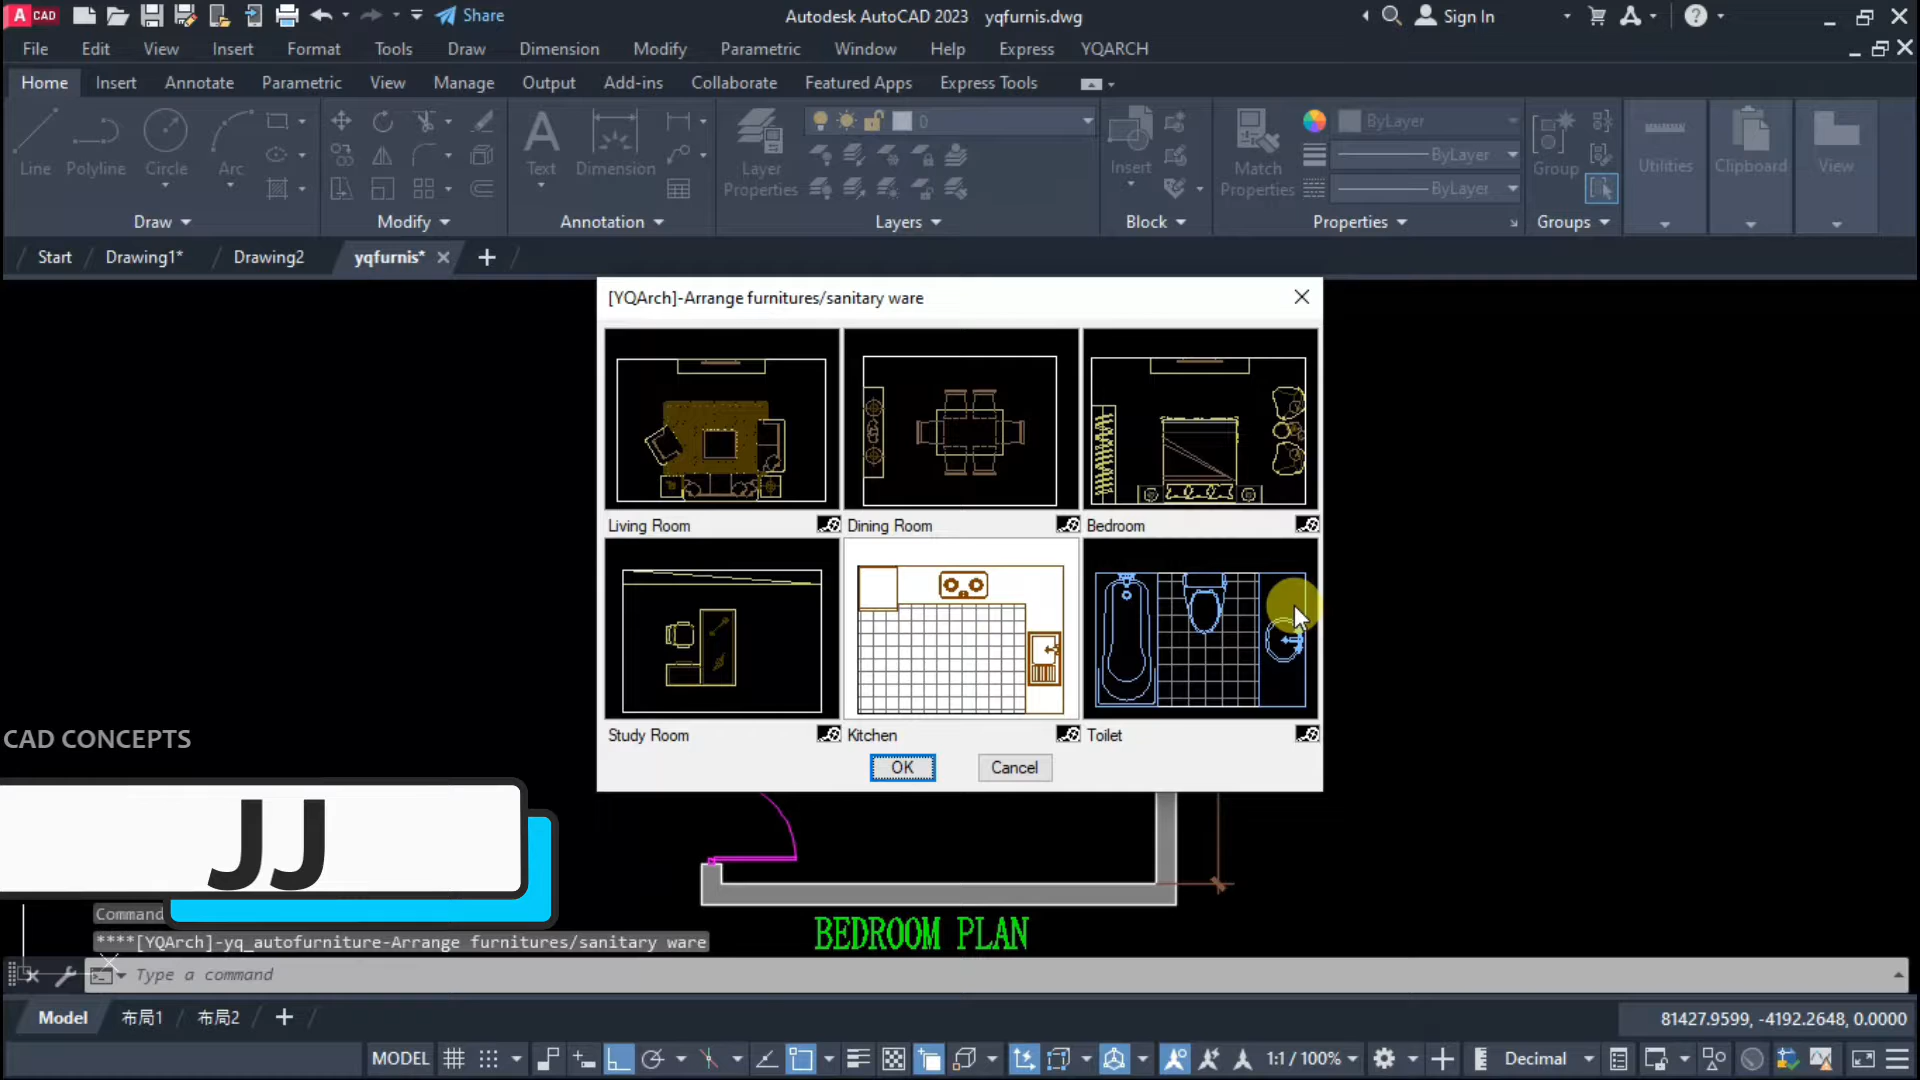 A CAD
Share
Autodesk AutoCAD 2023 yqfurnis.dwg
Sign In
File Edit View Insert Format Tools Draw Dimension Modify Parametric Window Help Express YQARCH
Home Insert Annotate Parametric View Manage Output Add-ins Collaborate Featured Apps Express Tools
Line Polyline Circle Arc
Text Dimension
Layer Properties
0
Insert
Match Properties
ByLayer
ByLayer
ByLayer
Group
Utilities
Clipboard
View
Draw
Modify
Annotation
Layers
Block
Properties
Groups
Start Drawing1* Drawing2 yqfurnis*
[YQArch]-Arrange furnitures/sanitary ware
Living Room
Dining Room
Bedroom
Study Room
Kitchen
Toilet
OK
Cancel
CAD CONCEPTS
JJ
BEDROOM PLAN
Command
****[YQArch]-yq_autofurniture-Arrange furnitures/sanitary ware
Type a command
Model 布局1 布局2
81427.9599, -4192.2648, 0.0000
MODEL
1:1 / 100%
Decimal